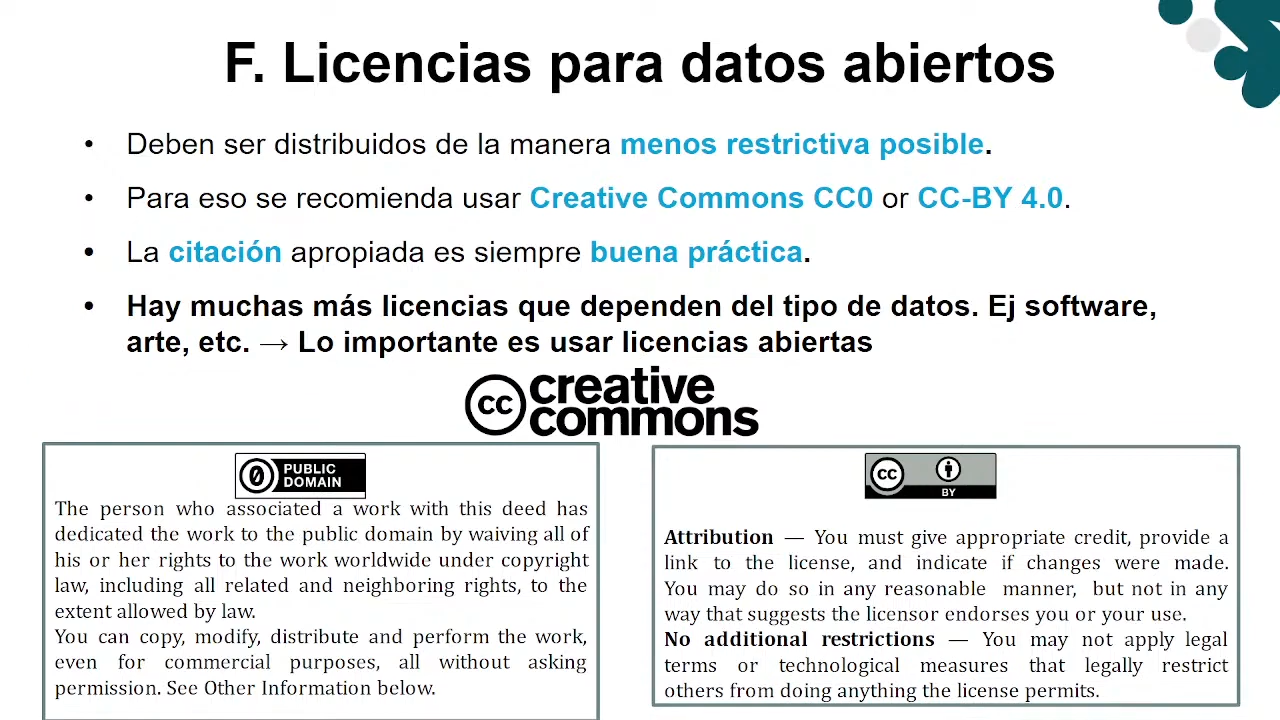 F. Licencias para datos abiertos
• Deben ser distribuidos de la manera menos restrictiva posible.
• Para eso se recomienda usar Creative Commons CC0 or CC-BY 4.0.
• La citación apropiada es siempre buena práctica.
• Hay muchas más licencias que dependen del tipo de datos. Ej software,
arte, etc. → Lo importante es usar licencias abiertas
cc creative
commons
0 PUBLIC
DOMAIN
The person who associated a work with this deed has
dedicated the work to the public domain by waiving all of
his or her rights to the work worldwide under copyright
law, including all related and neighboring rights, to the
extent allowed by law.
You can copy, modify, distribute and perform the work,
even for commercial purposes, all without asking
permission. See Other Information below.
cc
BY
Attribution — You must give appropriate credit, provide a
link to the license, and indicate if changes were made.
You may do so in any reasonable manner, but not in any
way that suggests the licensor endorses you or your use.
No additional restrictions — You may not apply legal
terms or technological measures that legally restrict
others from doing anything the license permits.